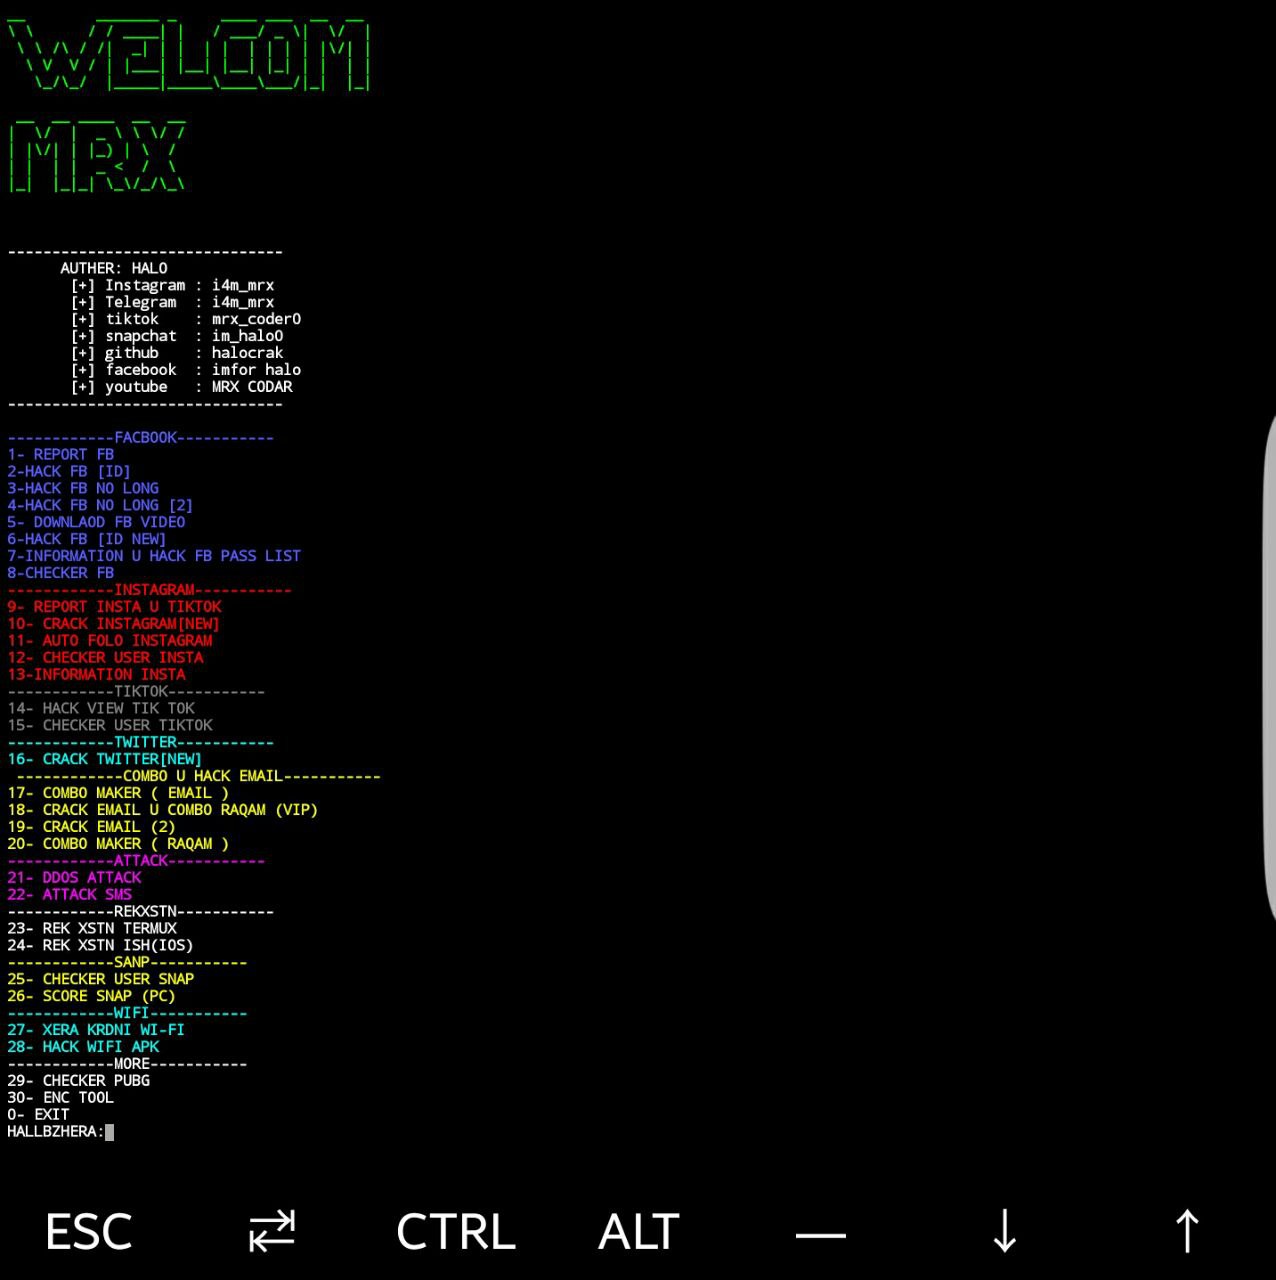 WELCOM
MRX
-------------------------------
AUTHER: HALO
[+] Instagram : i4m_mrx
[+] Telegram : i4m_mrx
[+] tiktok : mrx_coder0
[+] snapchat : im_halo0
[+] github : halocrak
[+] facebook : imfor halo
[+] youtube : MRX CODAR
-------------------------------
------------FACBOOK-----------
1- REPORT FB
2-HACK FB [ID]
3-HACK FB NO LONG
4-HACK FB NO LONG [2]
5- DOWNLAOD FB VIDEO
6-HACK FB [ID NEW]
7-INFORMATION U HACK FB PASS LIST
8-CHECKER FB
------------INSTAGRAM-----------
9- REPORT INSTA U TIKTOK
10- CRACK INSTAGRAM[NEW]
11- AUTO FOLO INSTAGRAM
12- CHECKER USER INSTA
13-INFORMATION INSTA
------------TIKTOK-----------
14- HACK VIEW TIK TOK
15- CHECKER USER TIKTOK
------------TWITTER-----------
16- CRACK TWITTER[NEW]
------------COMBO U HACK EMAIL-----------
17- COMBO MAKER ( EMAIL )
18- CRACK EMAIL U COMBO RAQAM (VIP)
19- CRACK EMAIL (2)
20- COMBO MAKER ( RAQAM )
------------ATTACK-----------
21- DDOS ATTACK
22- ATTACK SMS
------------REKXSTN-----------
23- REK XSTN TERMUX
24- REK XSTN ISH(IOS)
------------SANP-----------
25- CHECKER USER SNAP
26- SCORE SNAP (PC)
------------WIFI-----------
27- XERA KRDNI WI-FI
28- HACK WIFI APK
------------MORE-----------
29- CHECKER PUBG
30- ENC TOOL
0- EXIT
HALLBZHERA:
ESC CTRL ALT — ↓ ↑